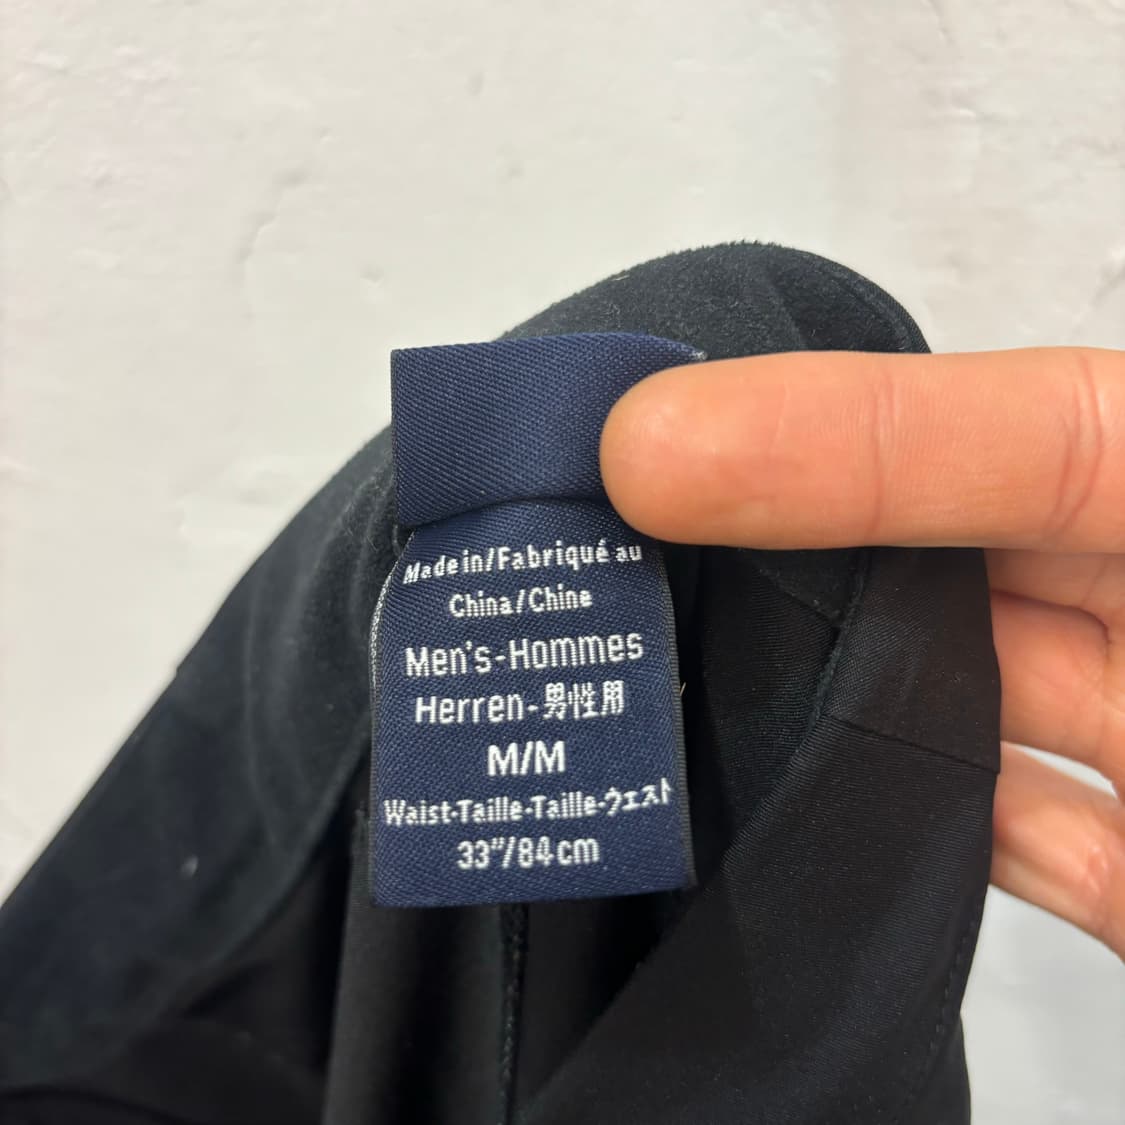 Made in/Fabriqué au
China/Chine
Men's-Hommes
Herren-男性用
M/M
Waist-Taille-Taille-ウェスト
33"/84cm